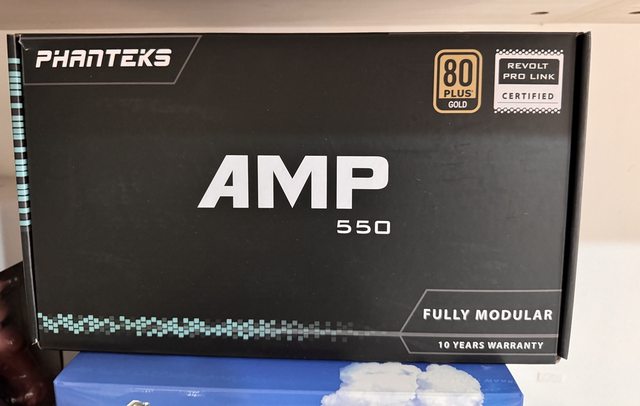 PHANTEKS
80
PLUS
GOLD
REVOLT
PRO LINK
CERTIFIED
AMP
550
FULLY MODULAR
10 YEARS WARRANTY